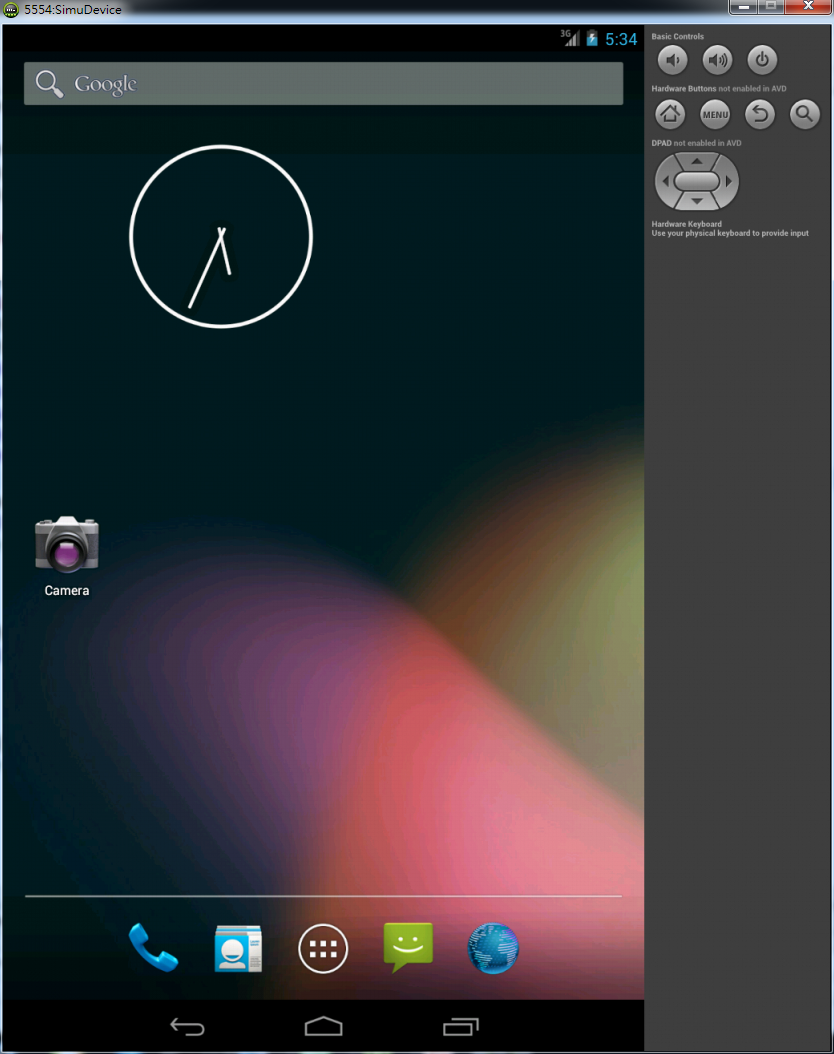 5554:SimuDevice
3G 5:34
Google
Camera
Basic Controls
Hardware Buttons not enabled in AVD
MENU
DPAD not enabled in AVD
Hardware Keyboard
Use your physical keyboard to provide input